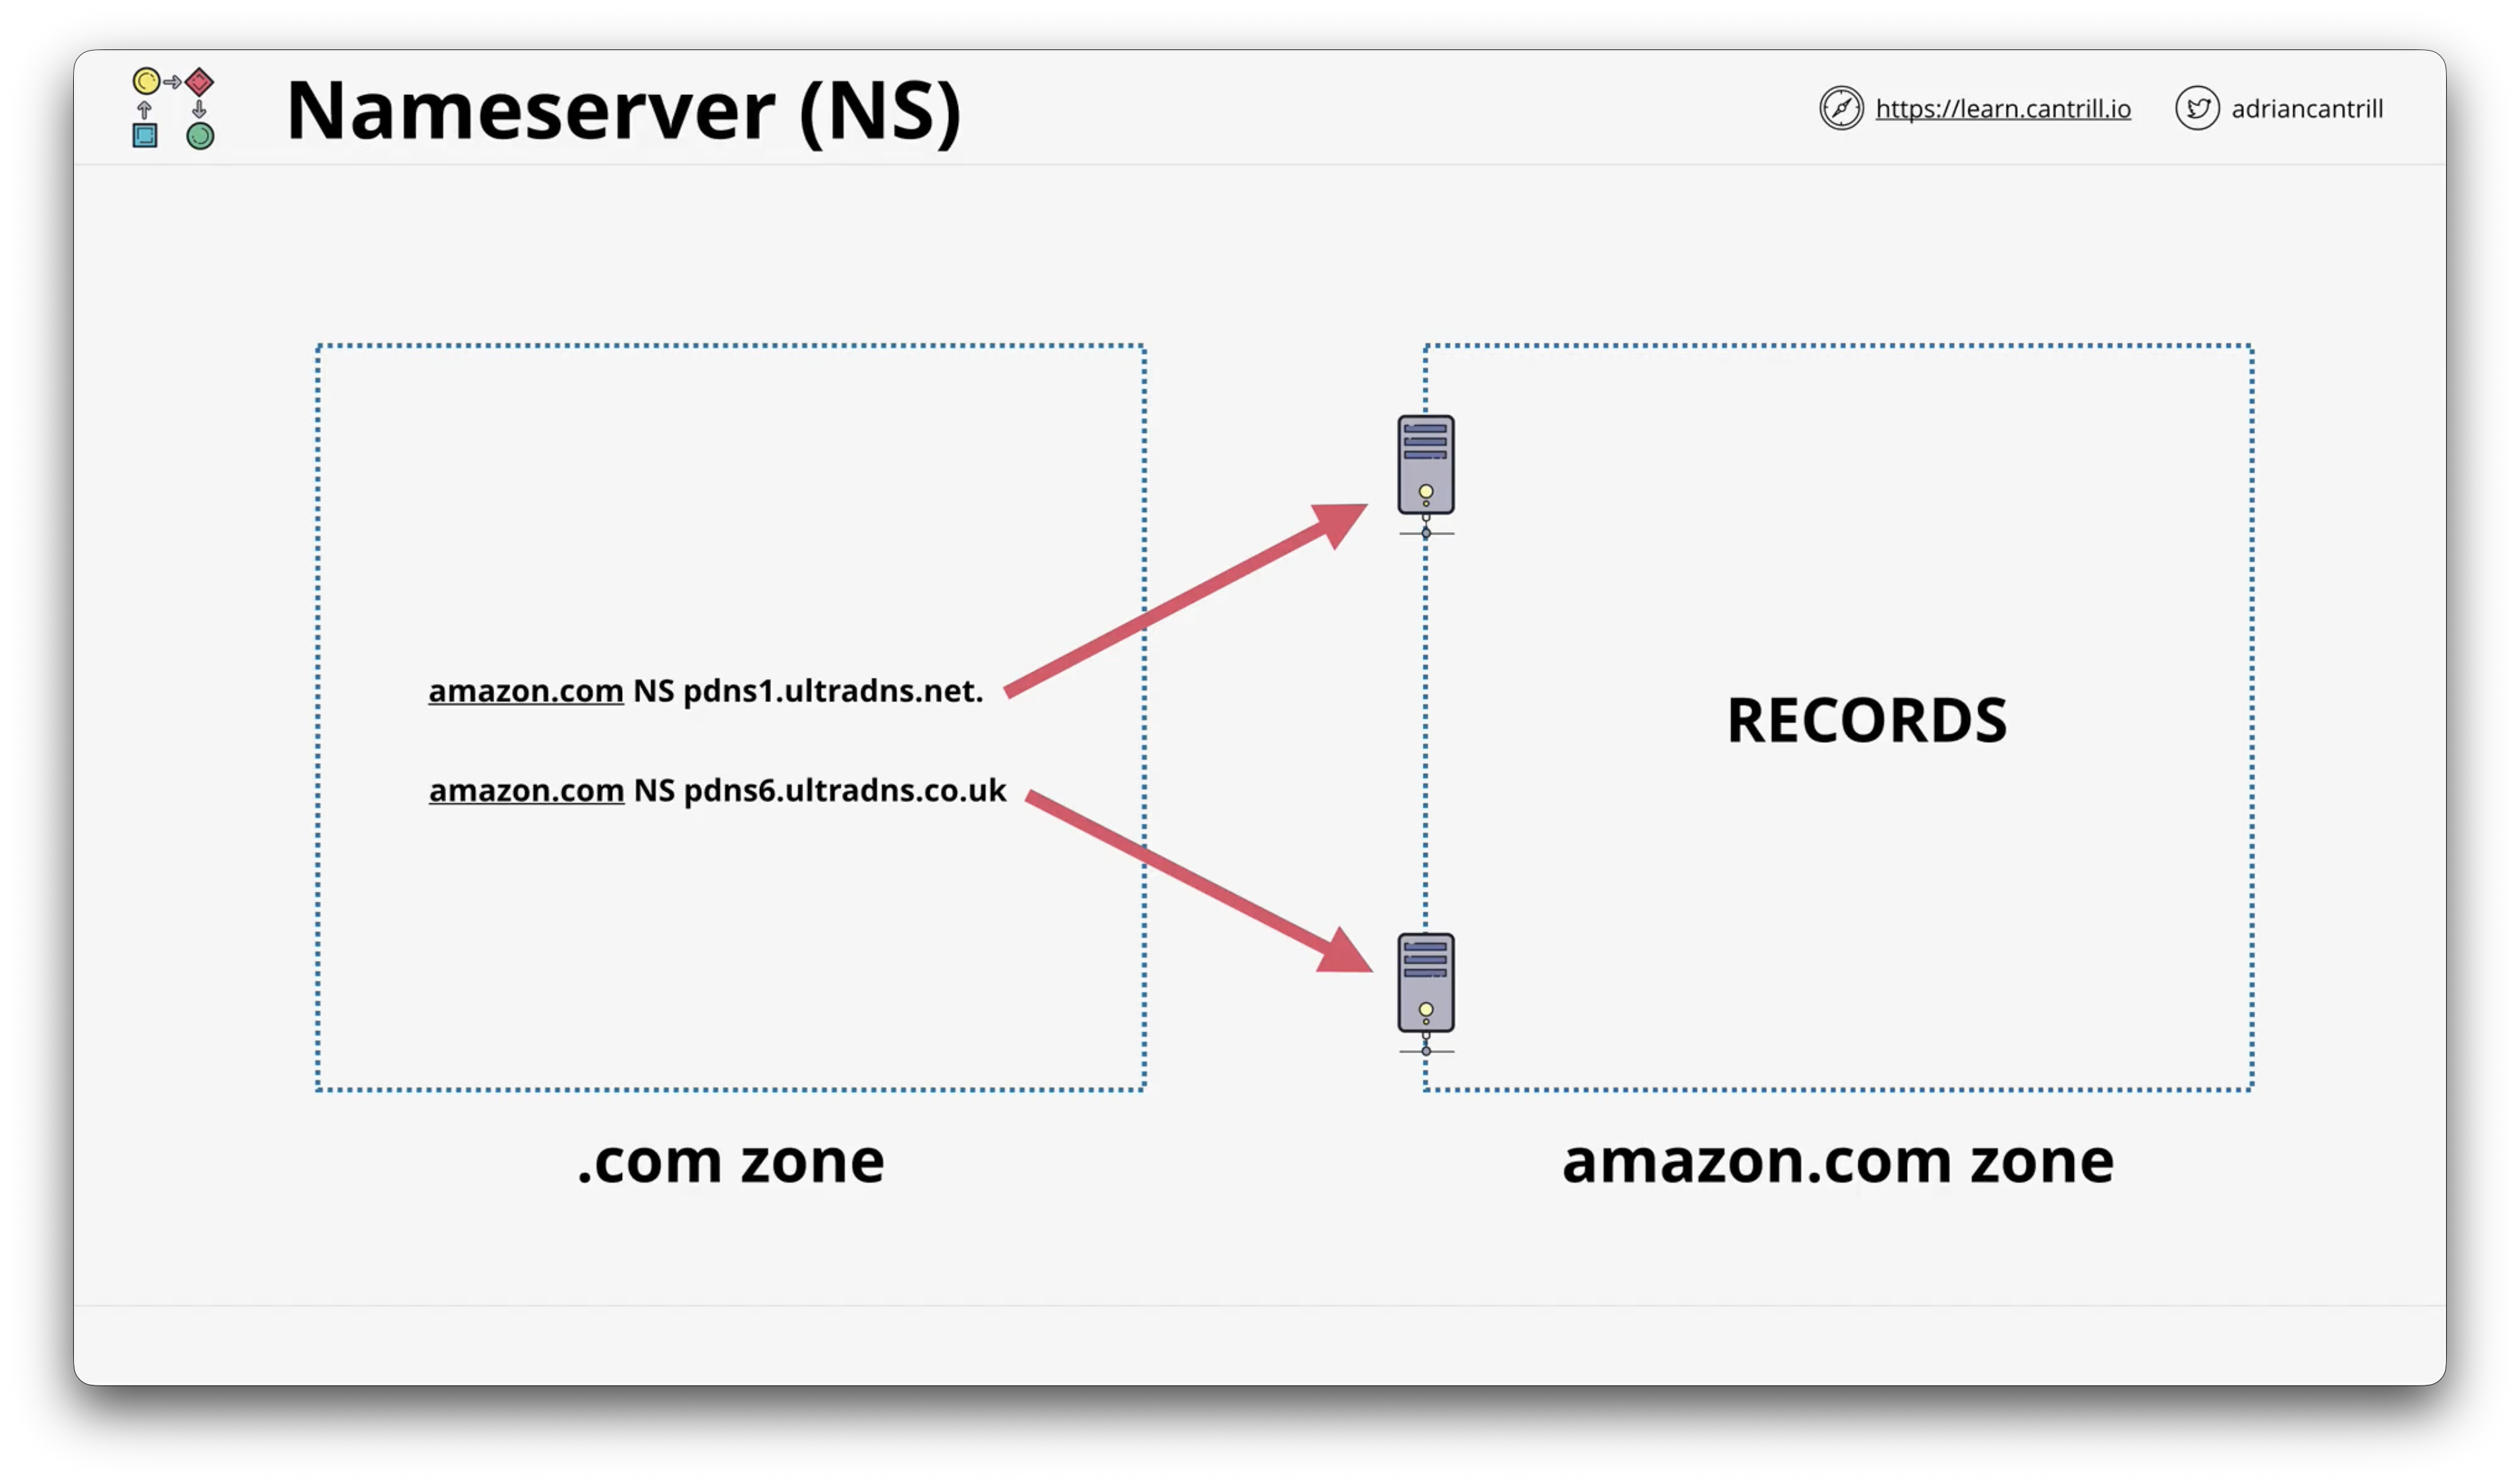 Nameserver (NS)
https://learn.cantrill.io
adriancantrill
amazon.com NS pdns1.ultradns.net.
amazon.com NS pdns6.ultradns.co.uk
RECORDS
.com zone
amazon.com zone